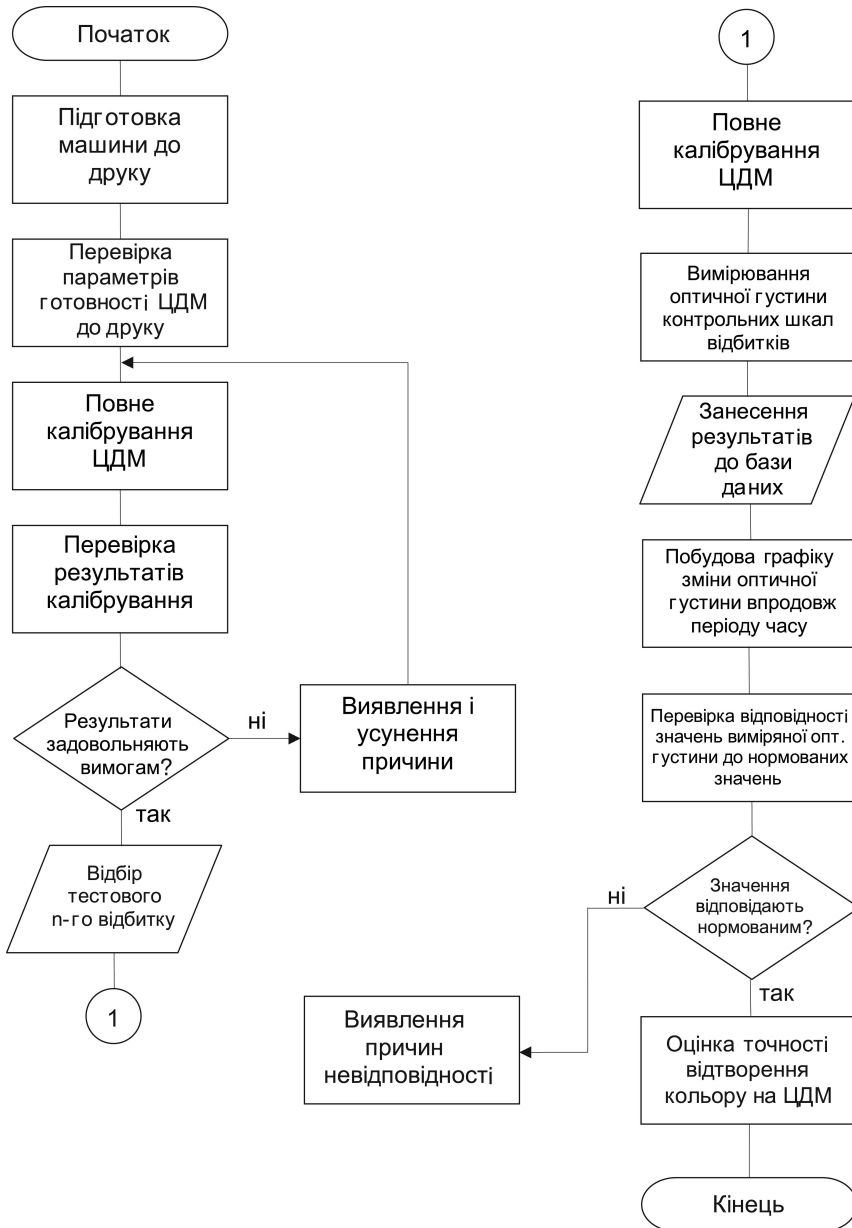 Початок
Підготовка
машини до
друку
Перевірка
параметрів
готовності ЦДМ
до друку
Повне
калібрування
ЦДМ
Перевірка
результатів
калібрування
Результати
задовольняють
вимогам?
ні
Виявлення і
усунення
причини
так
Відбір
тестового
n-го відбитку
1
1
Повне
калібрування
ЦДМ
Вимірювання
оптичної густини
контрольних шкал
відбитків
Занесення
результатів
до бази
даних
Побудова графіку
зміни оптичної
густини впродовж
періоду часу
Перевірка відповідності
значень виміряної опт.
густини до нормованих
значень
Значення
відповідають
нормованим?
ні
Виявлення
причин
невідповідності
так
Оцінка точності
відтворення
кольору на ЦДМ
Кінець